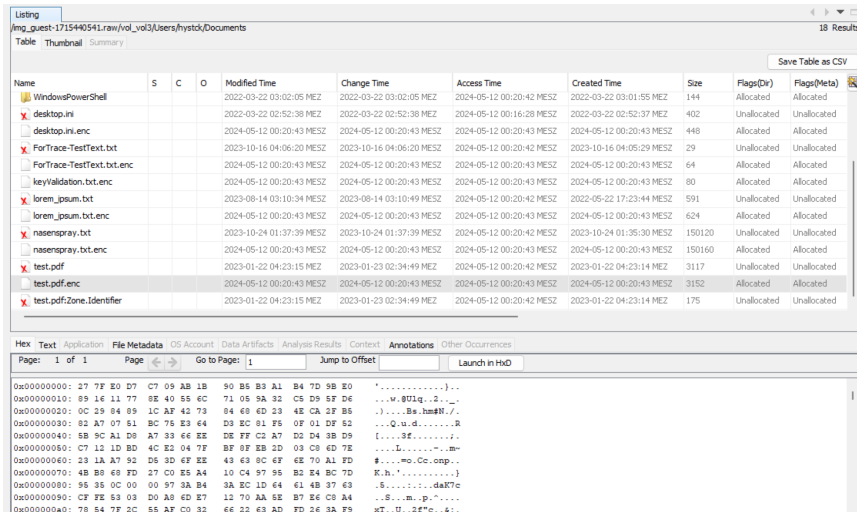 Listing
/img_guest-1715440541.raw/vol_vol3/Users/hystck/Documents 18 Results
Table Thumbnail Summary
Save Table as CSV
Name S C O Modified Time Change Time Access Time Created Time Size Flags(Dir) Flags(Meta)
WindowsPowerShell 2022-03-22 03:02:05 MEZ 2022-03-22 03:02:05 MEZ 2024-05-12 00:20:42 MESZ 2022-03-22 03:01:55 MEZ 144 Allocated Allocated
desktop.ini 2022-03-22 02:52:38 MEZ 2022-03-22 02:52:38 MEZ 2024-05-12 00:16:28 MESZ 2022-03-22 02:52:37 MEZ 402 Unallocated Unallocated
desktop.ini.enc 2024-05-12 00:20:43 MESZ 2024-05-12 00:20:43 MESZ 2024-05-12 00:20:43 MESZ 2024-05-12 00:20:43 MESZ 448 Allocated Allocated
ForTrace-TestText.txt 2023-10-16 04:06:20 MESZ 2023-10-16 04:06:20 MESZ 2024-05-12 00:20:42 MESZ 2023-10-16 04:05:29 MESZ 29 Unallocated Unallocated
ForTrace-TestText.txt.enc 2024-05-12 00:20:43 MESZ 2024-05-12 00:20:43 MESZ 2024-05-12 00:20:43 MESZ 2024-05-12 00:20:43 MESZ 64 Allocated Allocated
keyValidation.txt.enc 2024-05-12 00:20:43 MESZ 2024-05-12 00:20:43 MESZ 2024-05-12 00:20:43 MESZ 2024-05-12 00:20:43 MESZ 80 Allocated Allocated
lorem_ipsum.txt 2023-08-14 03:10:34 MESZ 2023-08-14 03:10:49 MESZ 2024-05-12 00:20:42 MESZ 2022-05-22 17:23:44 MESZ 591 Unallocated Unallocated
lorem_ipsum.txt.enc 2024-05-12 00:20:43 MESZ 2024-05-12 00:20:43 MESZ 2024-05-12 00:20:43 MESZ 2024-05-12 00:20:43 MESZ 624 Allocated Allocated
nasenspray.txt 2023-10-24 01:37:39 MESZ 2023-10-24 01:37:39 MESZ 2024-05-12 00:20:42 MESZ 2023-10-24 01:35:30 MESZ 150120 Unallocated Unallocated
nasenspray.txt.enc 2024-05-12 00:20:43 MESZ 2024-05-12 00:20:43 MESZ 2024-05-12 00:20:43 MESZ 2024-05-12 00:20:43 MESZ 150160 Allocated Allocated
test.pdf 2023-01-22 04:23:15 MEZ 2023-01-23 02:34:49 MEZ 2024-05-12 00:20:42 MESZ 2023-01-22 04:23:14 MEZ 3117 Unallocated Unallocated
test.pdf.enc 2024-05-12 00:20:43 MESZ 2024-05-12 00:20:43 MESZ 2024-05-12 00:20:43 MESZ 2024-05-12 00:20:43 MESZ 3152 Allocated Allocated
test.pdf:Zone.Identifier 2023-01-22 04:23:15 MEZ 2023-01-23 02:34:49 MEZ 2024-05-12 00:20:42 MESZ 2023-01-22 04:23:14 MEZ 175 Unallocated Unallocated
Hex Text Application File Metadata OS Account Data Artifacts Analysis Results Context Annotations Other Occurrences
Page: 1 of 1 Page Go to Page: 1 Jump to Offset Launch in HxD
0x00000000: 27 7F E0 D7 C7 09 AB 1B 90 B5 B3 A1 B4 7D 9B E0 '............}..
0x00000010: 89 16 11 77 8E 40 55 6C 71 05 9A 32 C5 D9 5F D6 ...w.@Ulq..2.._.
0x00000020: 0C 29 84 89 1C AF 42 73 84 68 6D 23 4E CA 2F B5 .)....Bs.hm#N./.
0x00000030: 82 A7 07 51 BC 75 E3 64 D3 EC 81 F5 0F 01 DF 52 ...Q.u.d.......R
0x00000040: 5B 9C A1 D8 A7 33 66 EE DE FF C2 A7 D2 D4 3B D9 [....3f.......;.
0x00000050: C7 12 1D BD 4C E2 04 7F BF 8F EB 2D 03 C8 6D 7E ....L......-..m~
0x00000060: 23 1A A7 92 D5 3D 6F EE 43 63 8C 6F 6E 70 A1 FD #....=o.Cc.onp..
0x00000070: 4B B8 68 FD 27 C0 E5 A4 10 C4 97 95 B2 E4 BC 7D K.h.'..........}
0x00000080: 95 35 0C 00 00 97 3A B4 3A EC 1D 64 61 4B 37 63 .5....:.:..daK7c
0x00000090: CF FE 53 03 D0 A8 6D E7 12 70 AA 5E B7 E6 C8 A4 ..S...m..p.^....
0x000000a0: 78 54 7F 2C 55 AF C0 32 66 22 63 AD FD 26 3A F9 xT.,U..2f"c..&:.